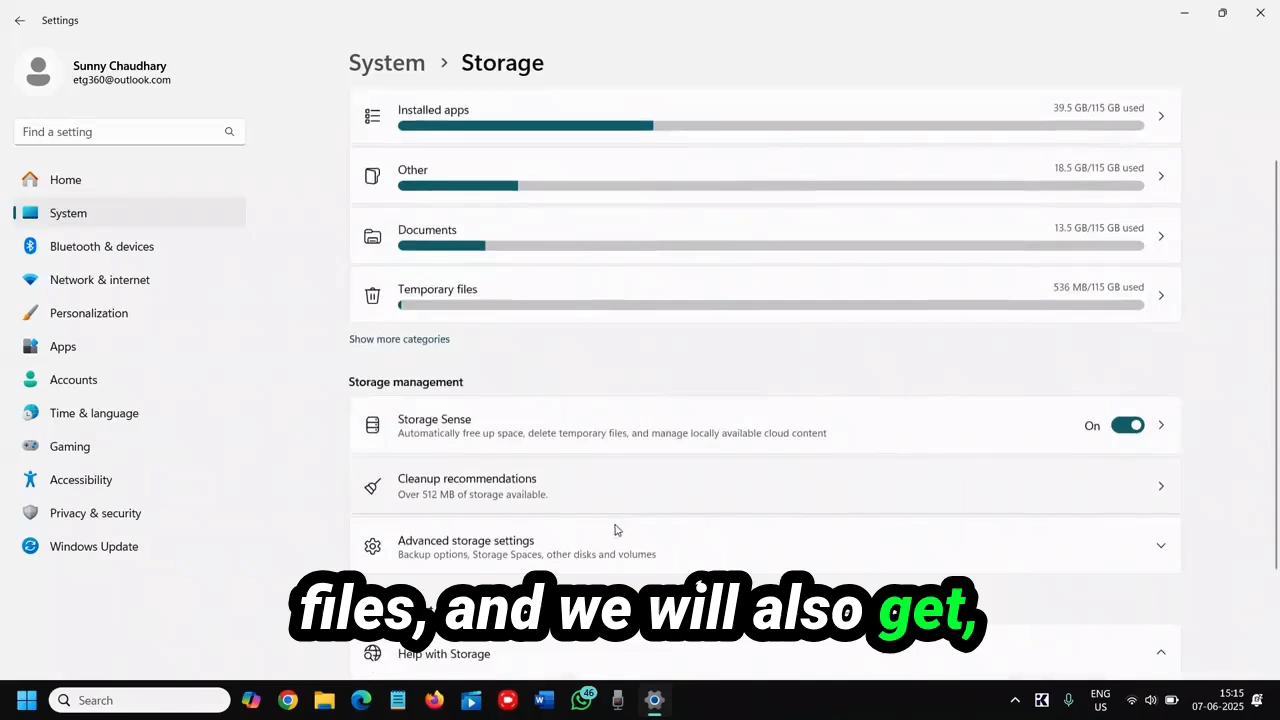 Settings
Sunny Chaudhary
etg360@outlook.com
Find a setting
Home
System
Bluetooth & devices
Network & internet
Personalization
Apps
Accounts
Time & language
Gaming
Accessibility
Privacy & security
Windows Update
System > Storage
Installed apps
39.5 GB/115 GB used
Other
18.5 GB/115 GB used
Documents
13.5 GB/115 GB used
Temporary files
536 MB/115 GB used
Show more categories
Storage management
Storage Sense
Automatically free up space, delete temporary files, and manage locally available cloud content
On
Cleanup recommendations
Over 512 MB of storage available.
Advanced storage settings
Backup options, Storage Spaces, other disks and volumes
files, and we will also get,
Help with Storage
Search
46
ENG
US
15:15
07-06-2025